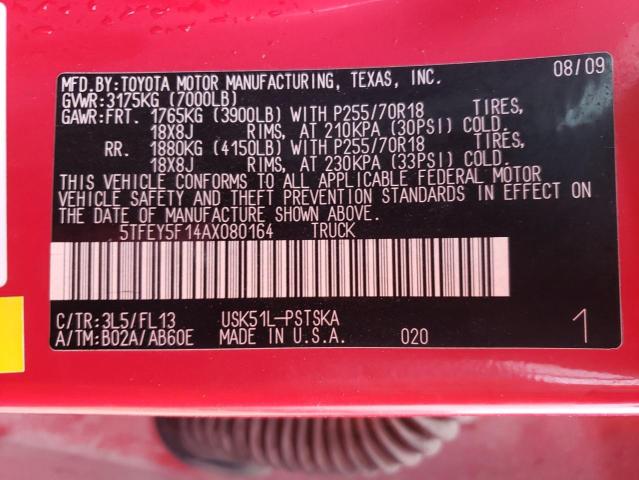 MFD.BY:TOYOTA MOTOR MANUFACTURING, TEXAS, INC. 08/09
GVWR:3175KG (7000LB)
GAWR:FRT. 1765KG (3900LB) WITH P255/70R18 TIRES,
18X8J RIMS, AT 210KPA (30PSI) COLD.
RR. 1880KG (4150LB) WITH P255/70R18 TIRES,
18X8J RIMS, AT 230KPA (33PSI) COLD.
THIS VEHICLE CONFORMS TO ALL APPLICABLE FEDERAL MOTOR
VEHICLE SAFETY AND THEFT PREVENTION STANDARDS IN EFFECT ON
THE DATE OF MANUFACTURE SHOWN ABOVE.
5TFEY5F14AX080164 TRUCK
C/TR:3L5/FL13 USK51L-PSTSKA
A/TM:B02A/AB60E MADE IN U.S.A. 020 1